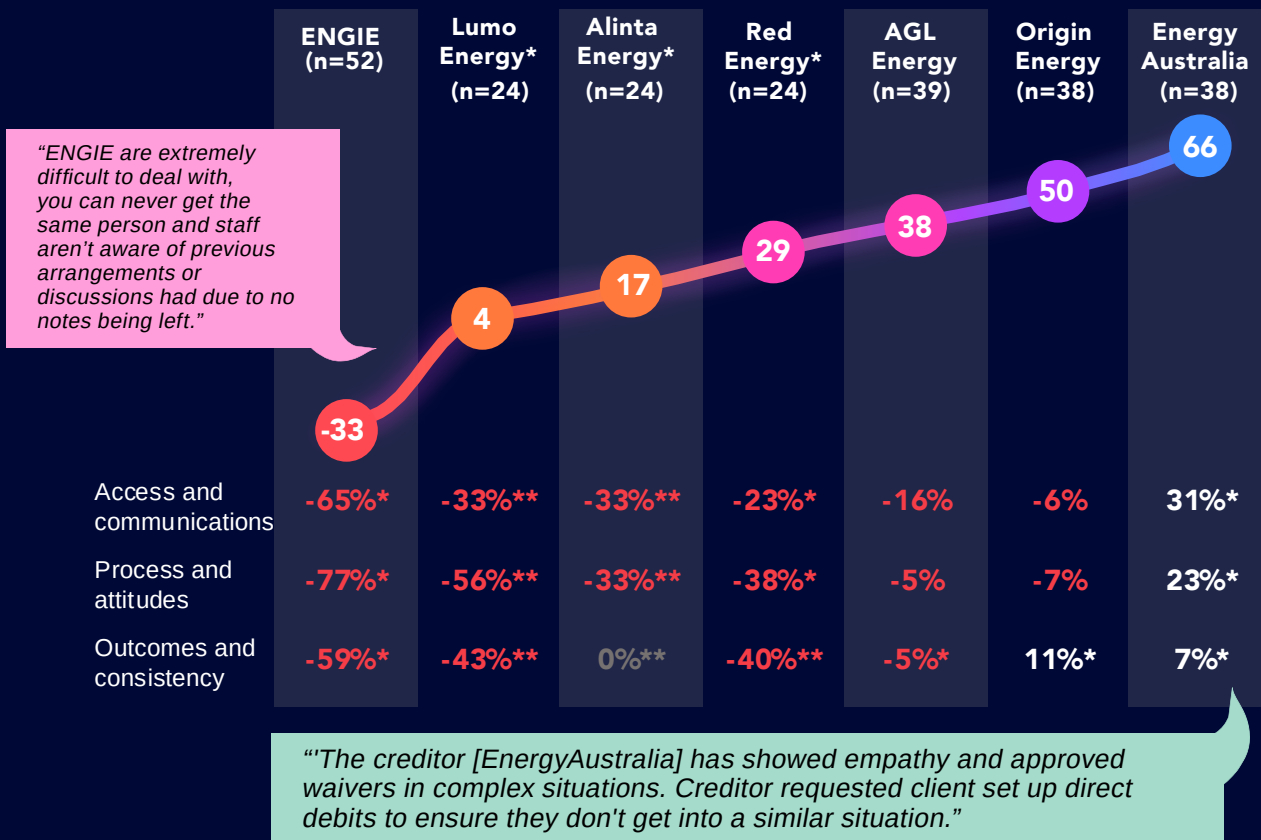 ENGIE
(n=52)
Lumo
Energy*
(n=24)
Alinta
Energy*
(n=24)
Red
Energy*
(n=24)
AGL
Energy
(n=39)
Origin
Energy
(n=38)
Energy
Australia
(n=38)
“ENGIE are extremely
difficult to deal with,
you can never get the
same person and staff
aren’t aware of previous
arrangements or
discussions had due to no
notes being left.”
-33
4
17
29
38
50
66
Access and
communications
-65%* -33%** -33%** -23%* -16% -6% 31%*
Process and
attitudes
-77%* -56%** -33%** -38%* -5% -7% 23%*
Outcomes and
consistency
-59%* -43%** 0%** -40%** -5%* 11%* 7%*
“'The creditor [EnergyAustralia] has showed empathy and approved
waivers in complex situations. Creditor requested client set up direct
debits to ensure they don't get into a similar situation.”